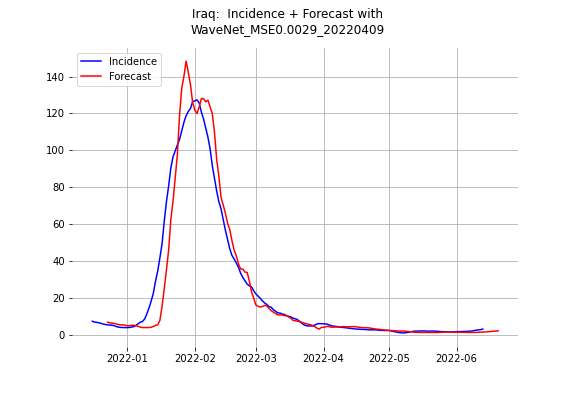 Iraq:  Incidence + Forecast with
WaveNet_MSE0.0029_20220409
Incidence
Forecast
140
120
100
80
60
40
20
0
2022-01 2022-02 2022-03 2022-04 2022-05 2022-06